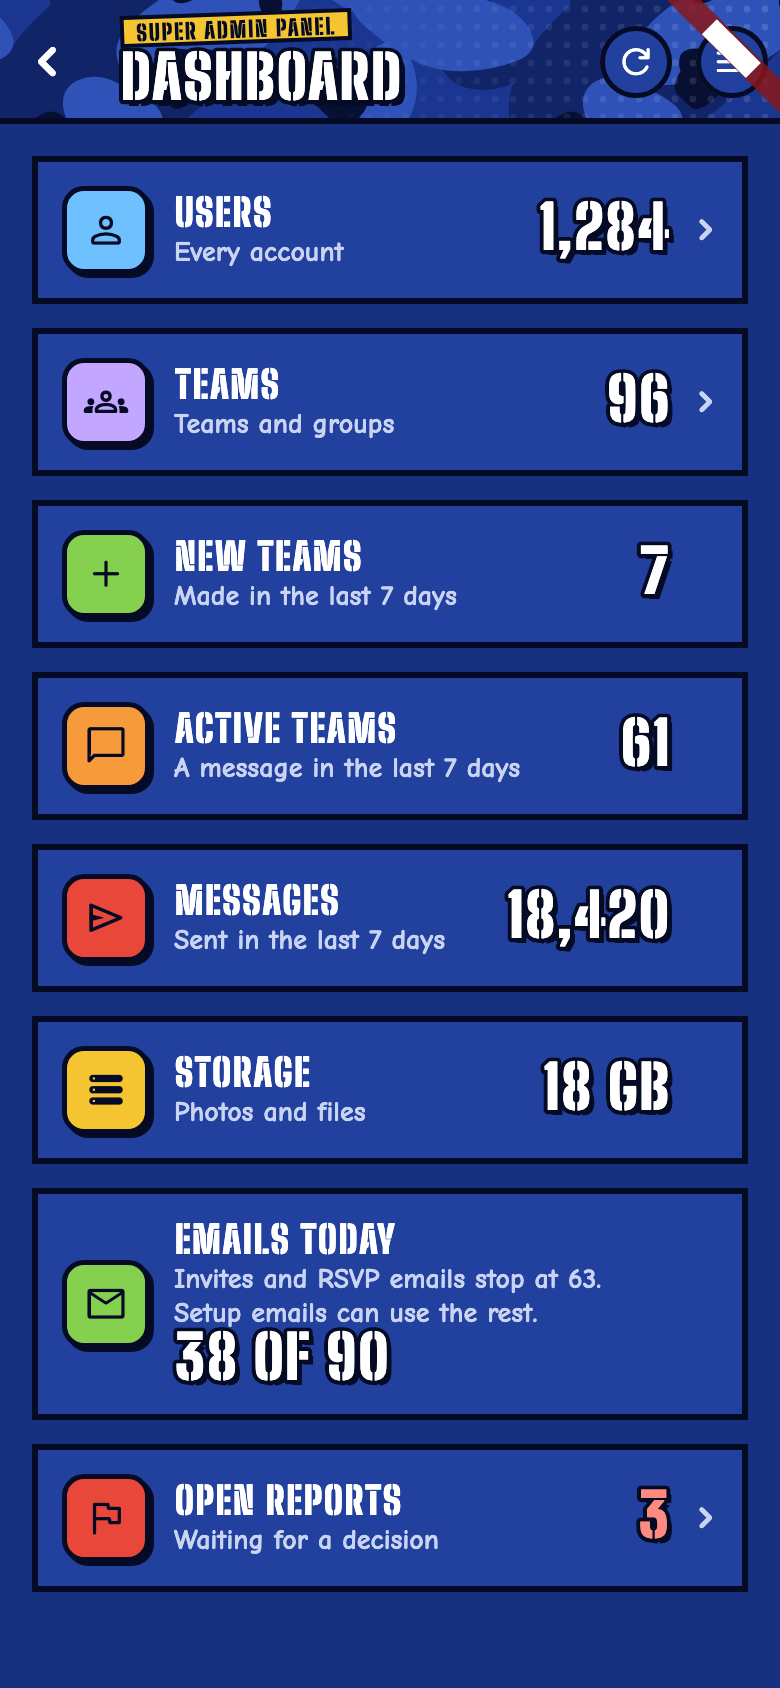 SUPER ADMIN PANEL
DASHBOARD
USERS
Every account
1,284
TEAMS
Teams and groups
96
NEW TEAMS
Made in the last 7 days
7
ACTIVE TEAMS
A message in the last 7 days
61
MESSAGES
Sent in the last 7 days
18,420
STORAGE
Photos and files
18 GB
EMAILS TODAY
Invites and RSVP emails stop at 63.
Setup emails can use the rest.
38 OF 90
OPEN REPORTS
Waiting for a decision
3